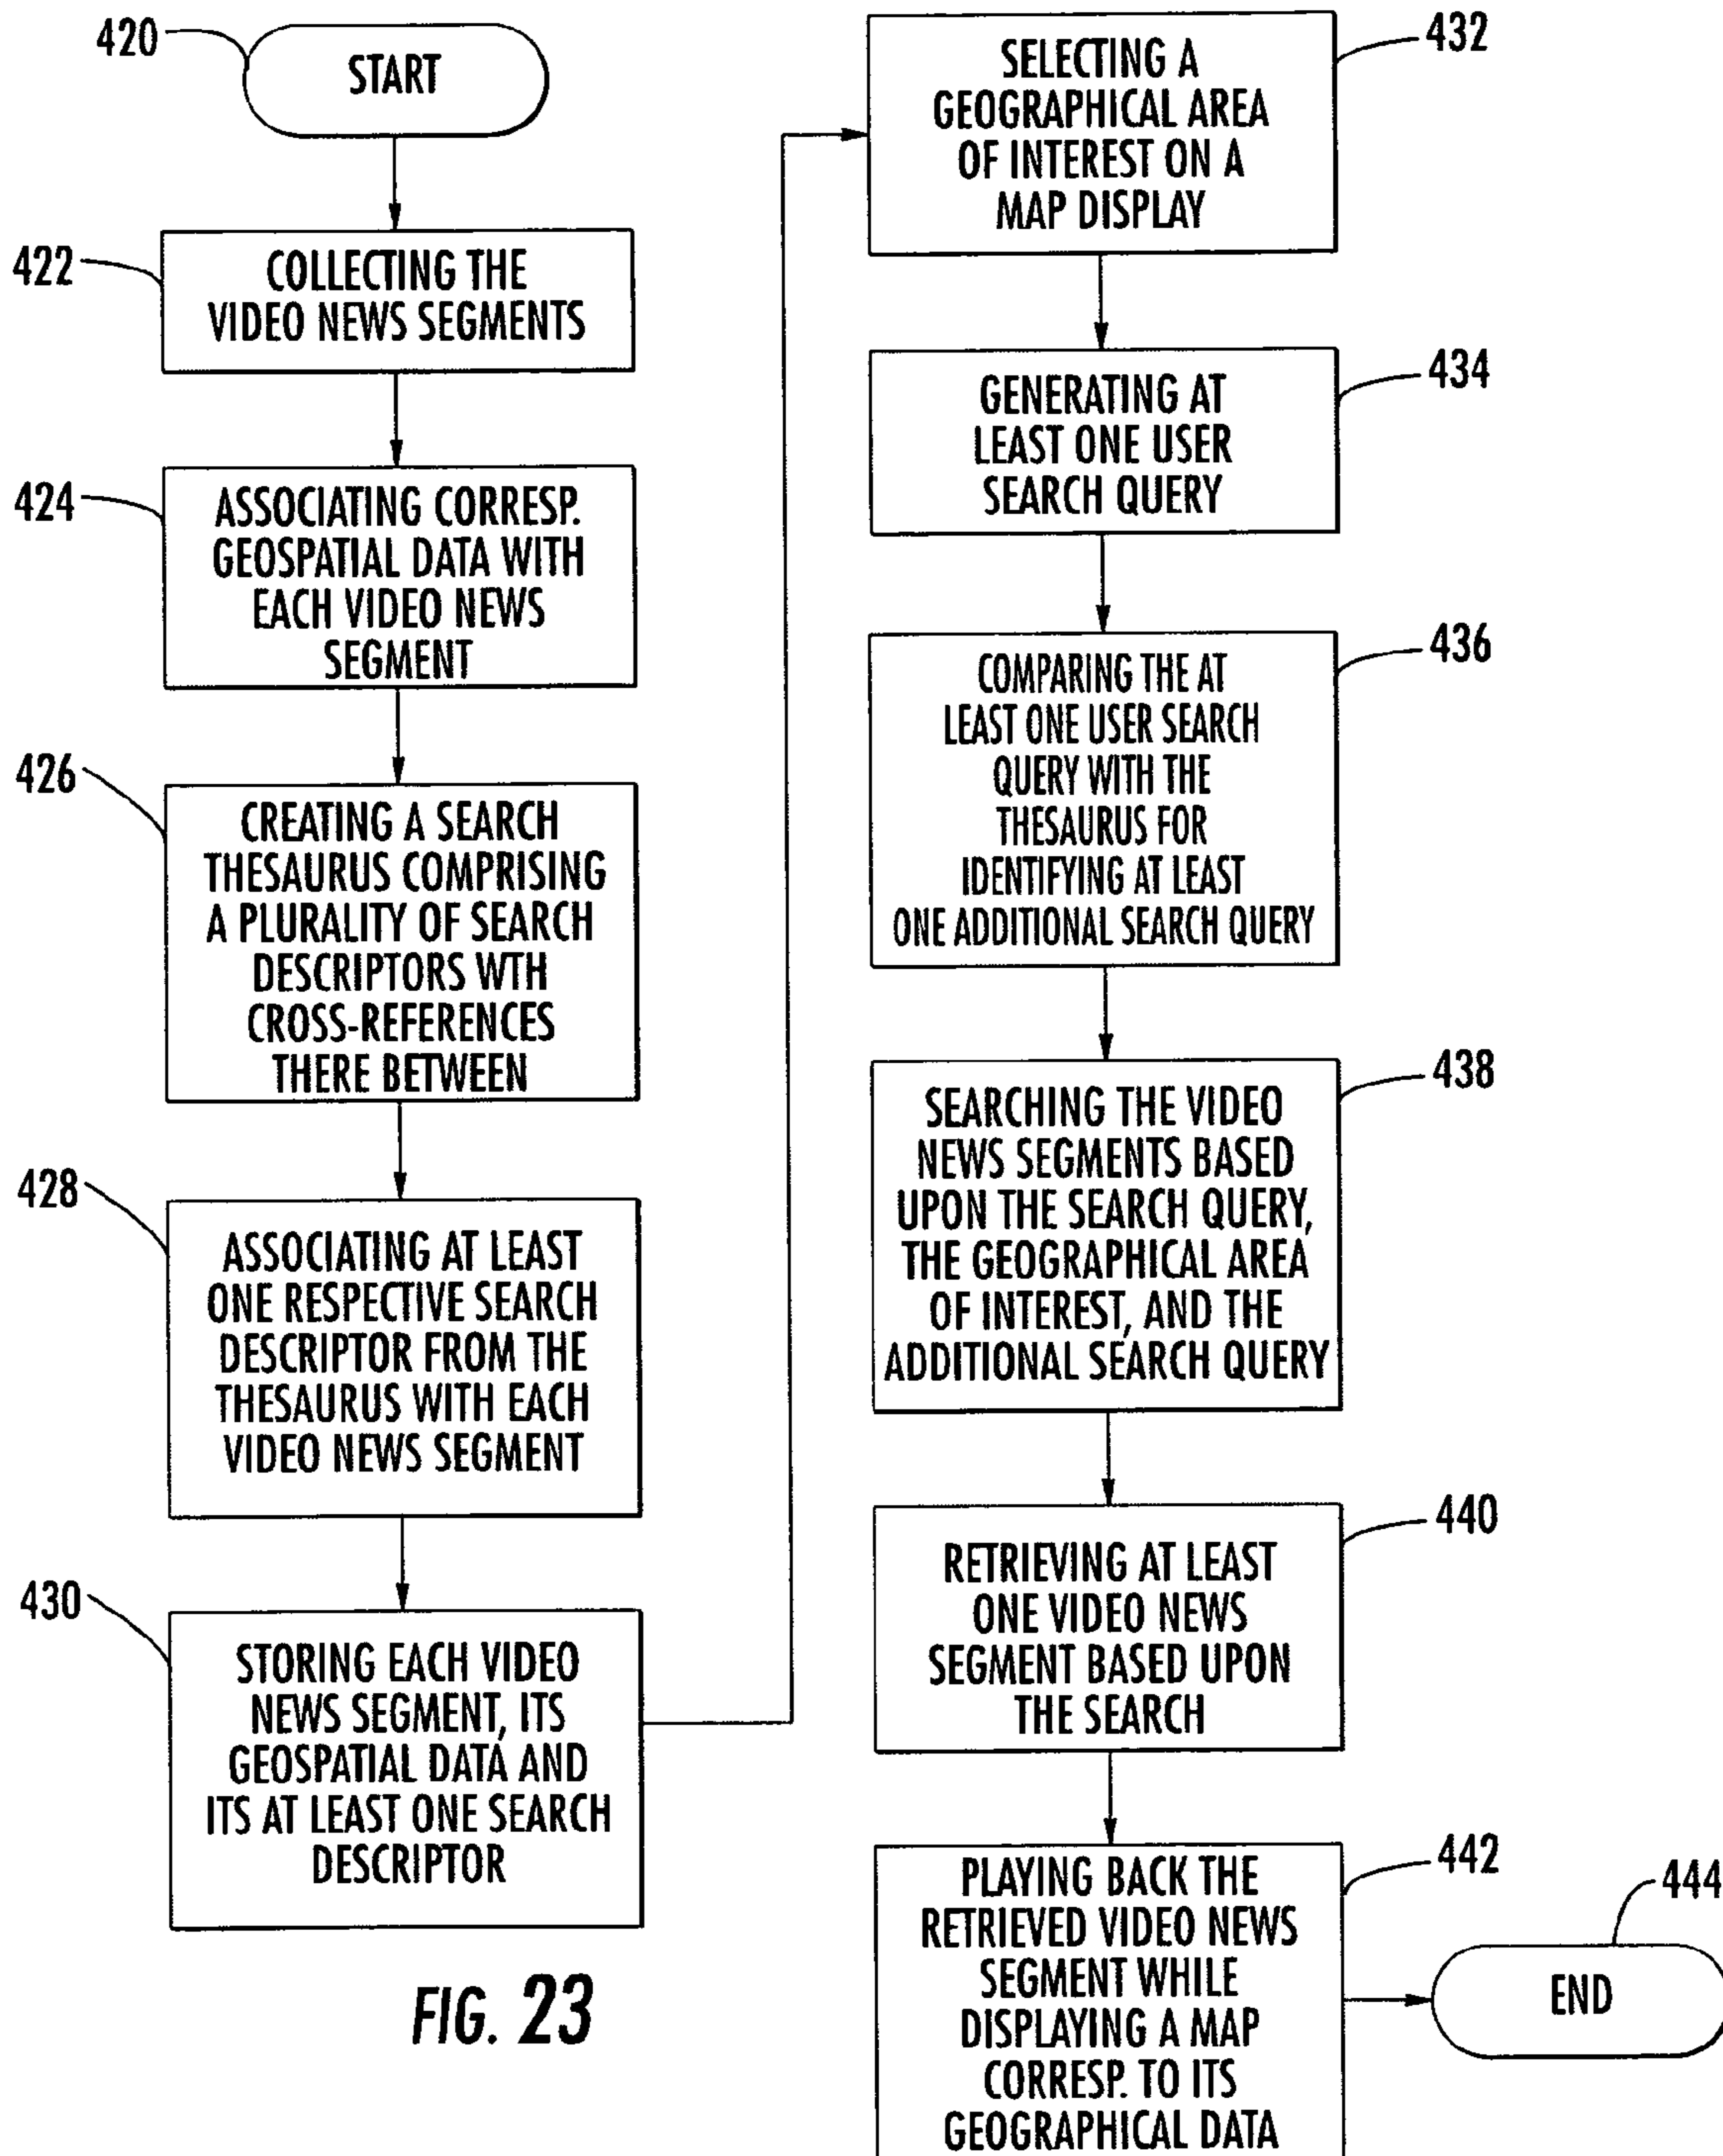 420
START
422
COLLECTING THE
VIDEO NEWS SEGMENTS
424
ASSOCIATING CORRESP.
GEOSPATIAL DATA WITH
EACH VIDEO NEWS
SEGMENT
426
CREATING A SEARCH
THESAURUS COMPRISING
A PLURALITY OF SEARCH
DESCRIPTORS WTH
CROSS-REFERENCES
THERE BETWEEN
428
ASSOCIATING AT LEAST
ONE RESPECTIVE SEARCH
DESCRIPTOR FROM THE
THESAURUS WITH EACH
VIDEO NEWS SEGMENT
430
STORING EACH VIDEO
NEWS SEGMENT, ITS
GEOSPATIAL DATA AND
ITS AT LEAST ONE SEARCH
DESCRIPTOR
432
SELECTING A
GEOGRAPHICAL AREA
OF INTEREST ON A
MAP DISPLAY
434
GENERATING AT
LEAST ONE USER
SEARCH QUERY
436
COMPARING THE AT
LEAST ONE USER SEARCH
QUERY WITH THE
THESAURUS FOR
IDENTIFYING AT LEAST
ONE ADDITIONAL SEARCH QUERY
438
SEARCHING THE VIDEO
NEWS SEGMENTS BASED
UPON THE SEARCH QUERY,
THE GEOGRAPHICAL AREA
OF INTEREST, AND THE
ADDITIONAL SEARCH QUERY
440
RETRIEVING AT LEAST
ONE VIDEO NEWS
SEGMENT BASED UPON
THE SEARCH
442
PLAYING BACK THE
RETRIEVED VIDEO NEWS
SEGMENT WHILE
DISPLAYING A MAP
CORRESP. TO ITS
GEOGRAPHICAL DATA
444
END
FIG. 23